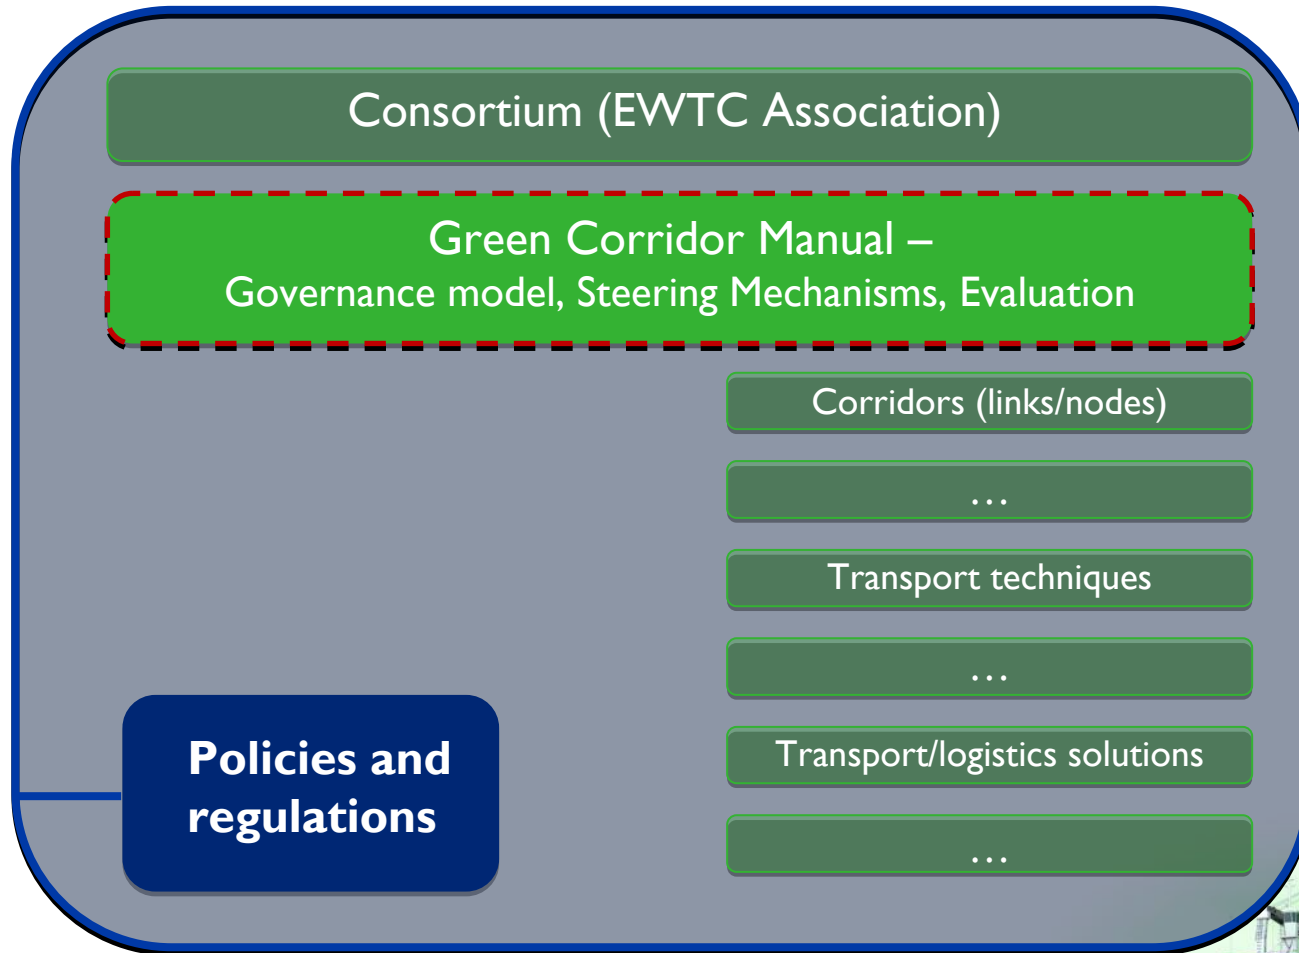 Consortium (EWTC Association)
Green Corridor Manual –
Governance model, Steering Mechanisms, Evaluation
Corridors (links/nodes)
…
Transport techniques
…
Transport/logistics solutions
…
Policies and
regulations